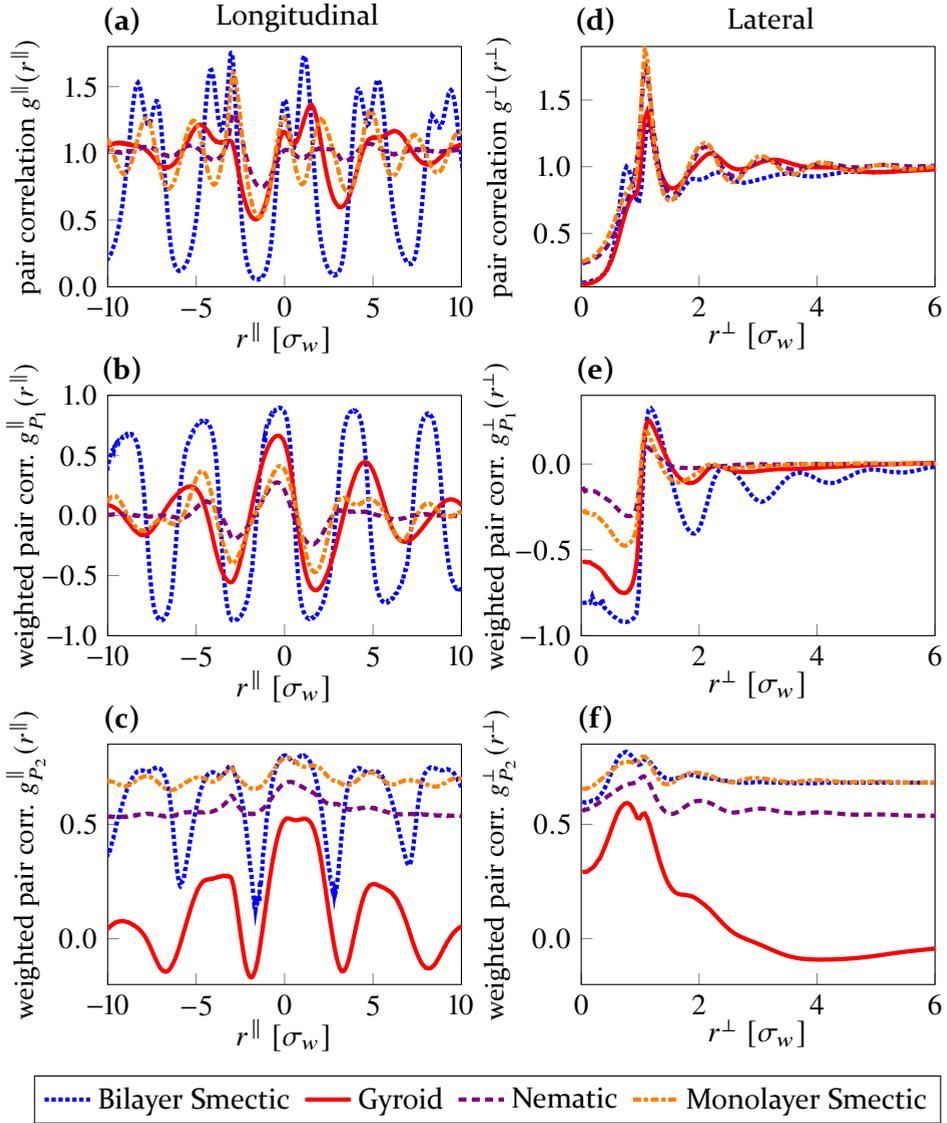 Longitudinal
Lateral
(a)
pair correlation g∥(r∥)
1.5
1.0
0.5
0.0
−10 −5 0 5 10
r∥ [σw]
(d)
pair correlation g⊥(r⊥)
1.5
1.0
0.5
0 2 4 6
r⊥ [σw]
(b)
weighted pair corr. g∥P1(r∥)
1.0
0.5
0.0
−0.5
−1.0
−10 −5 0 5 10
r∥ [σw]
(e)
weighted pair corr. g⊥P1(r⊥)
0.0
−0.5
−1.0
0 2 4 6
r⊥ [σw]
(c)
weighted pair corr. g∥P2(r∥)
0.5
0.0
−10 −5 0 5 10
r∥ [σw]
(f)
weighted pair corr. g⊥P2(r⊥)
0.5
0.0
0 2 4 6
r⊥ [σw]
Bilayer Smectic Gyroid Nematic Monolayer Smectic